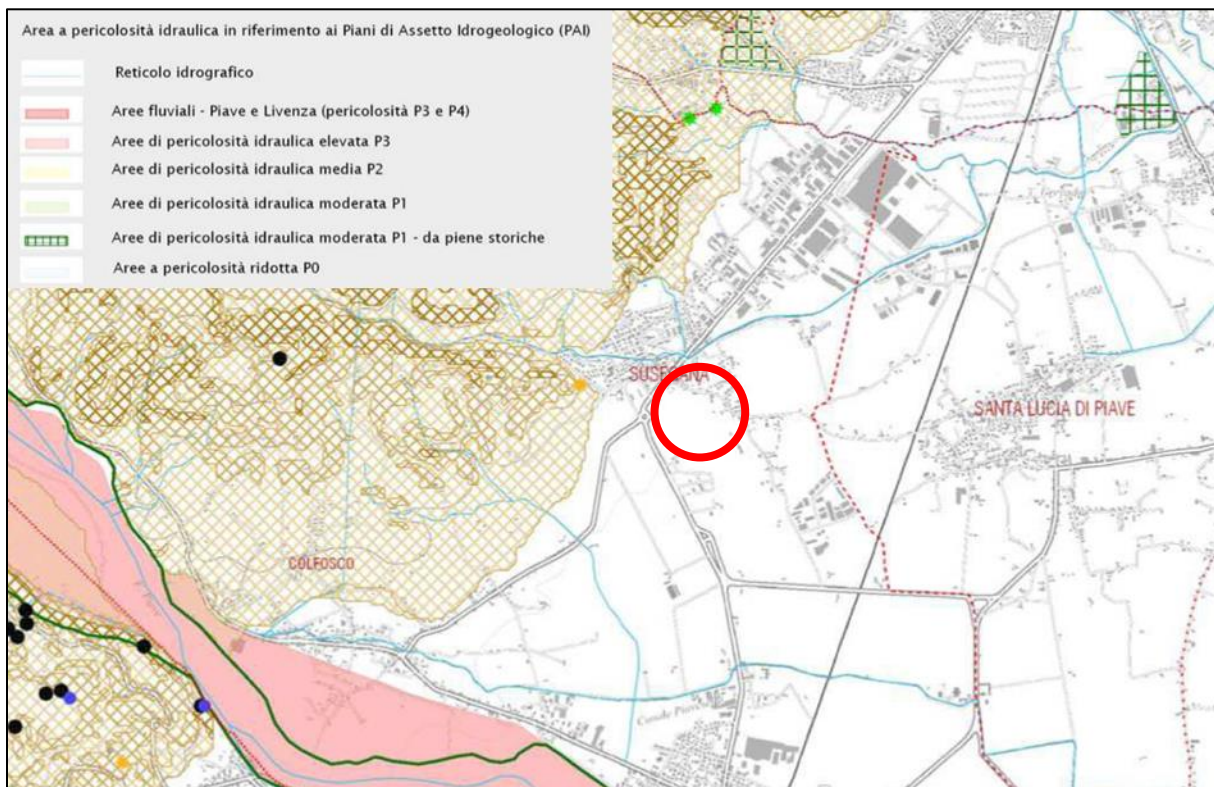 Area a pericolosità idraulica in riferimento ai Piani di Assetto Idrogeologico (PAI)
Reticolo idrografico
Aree fluviali - Piave e Livenza (pericolosità P3 e P4)
Aree di pericolosità idraulica elevata P3
Aree di pericolosità idraulica media P2
Aree di pericolosità idraulica moderata P1
Aree di pericolosità idraulica moderata P1 - da piene storiche
Aree a pericolosità ridotta P0
SUSEGANA
SANTA LUCIA DI PIAVE
COLFOSCO